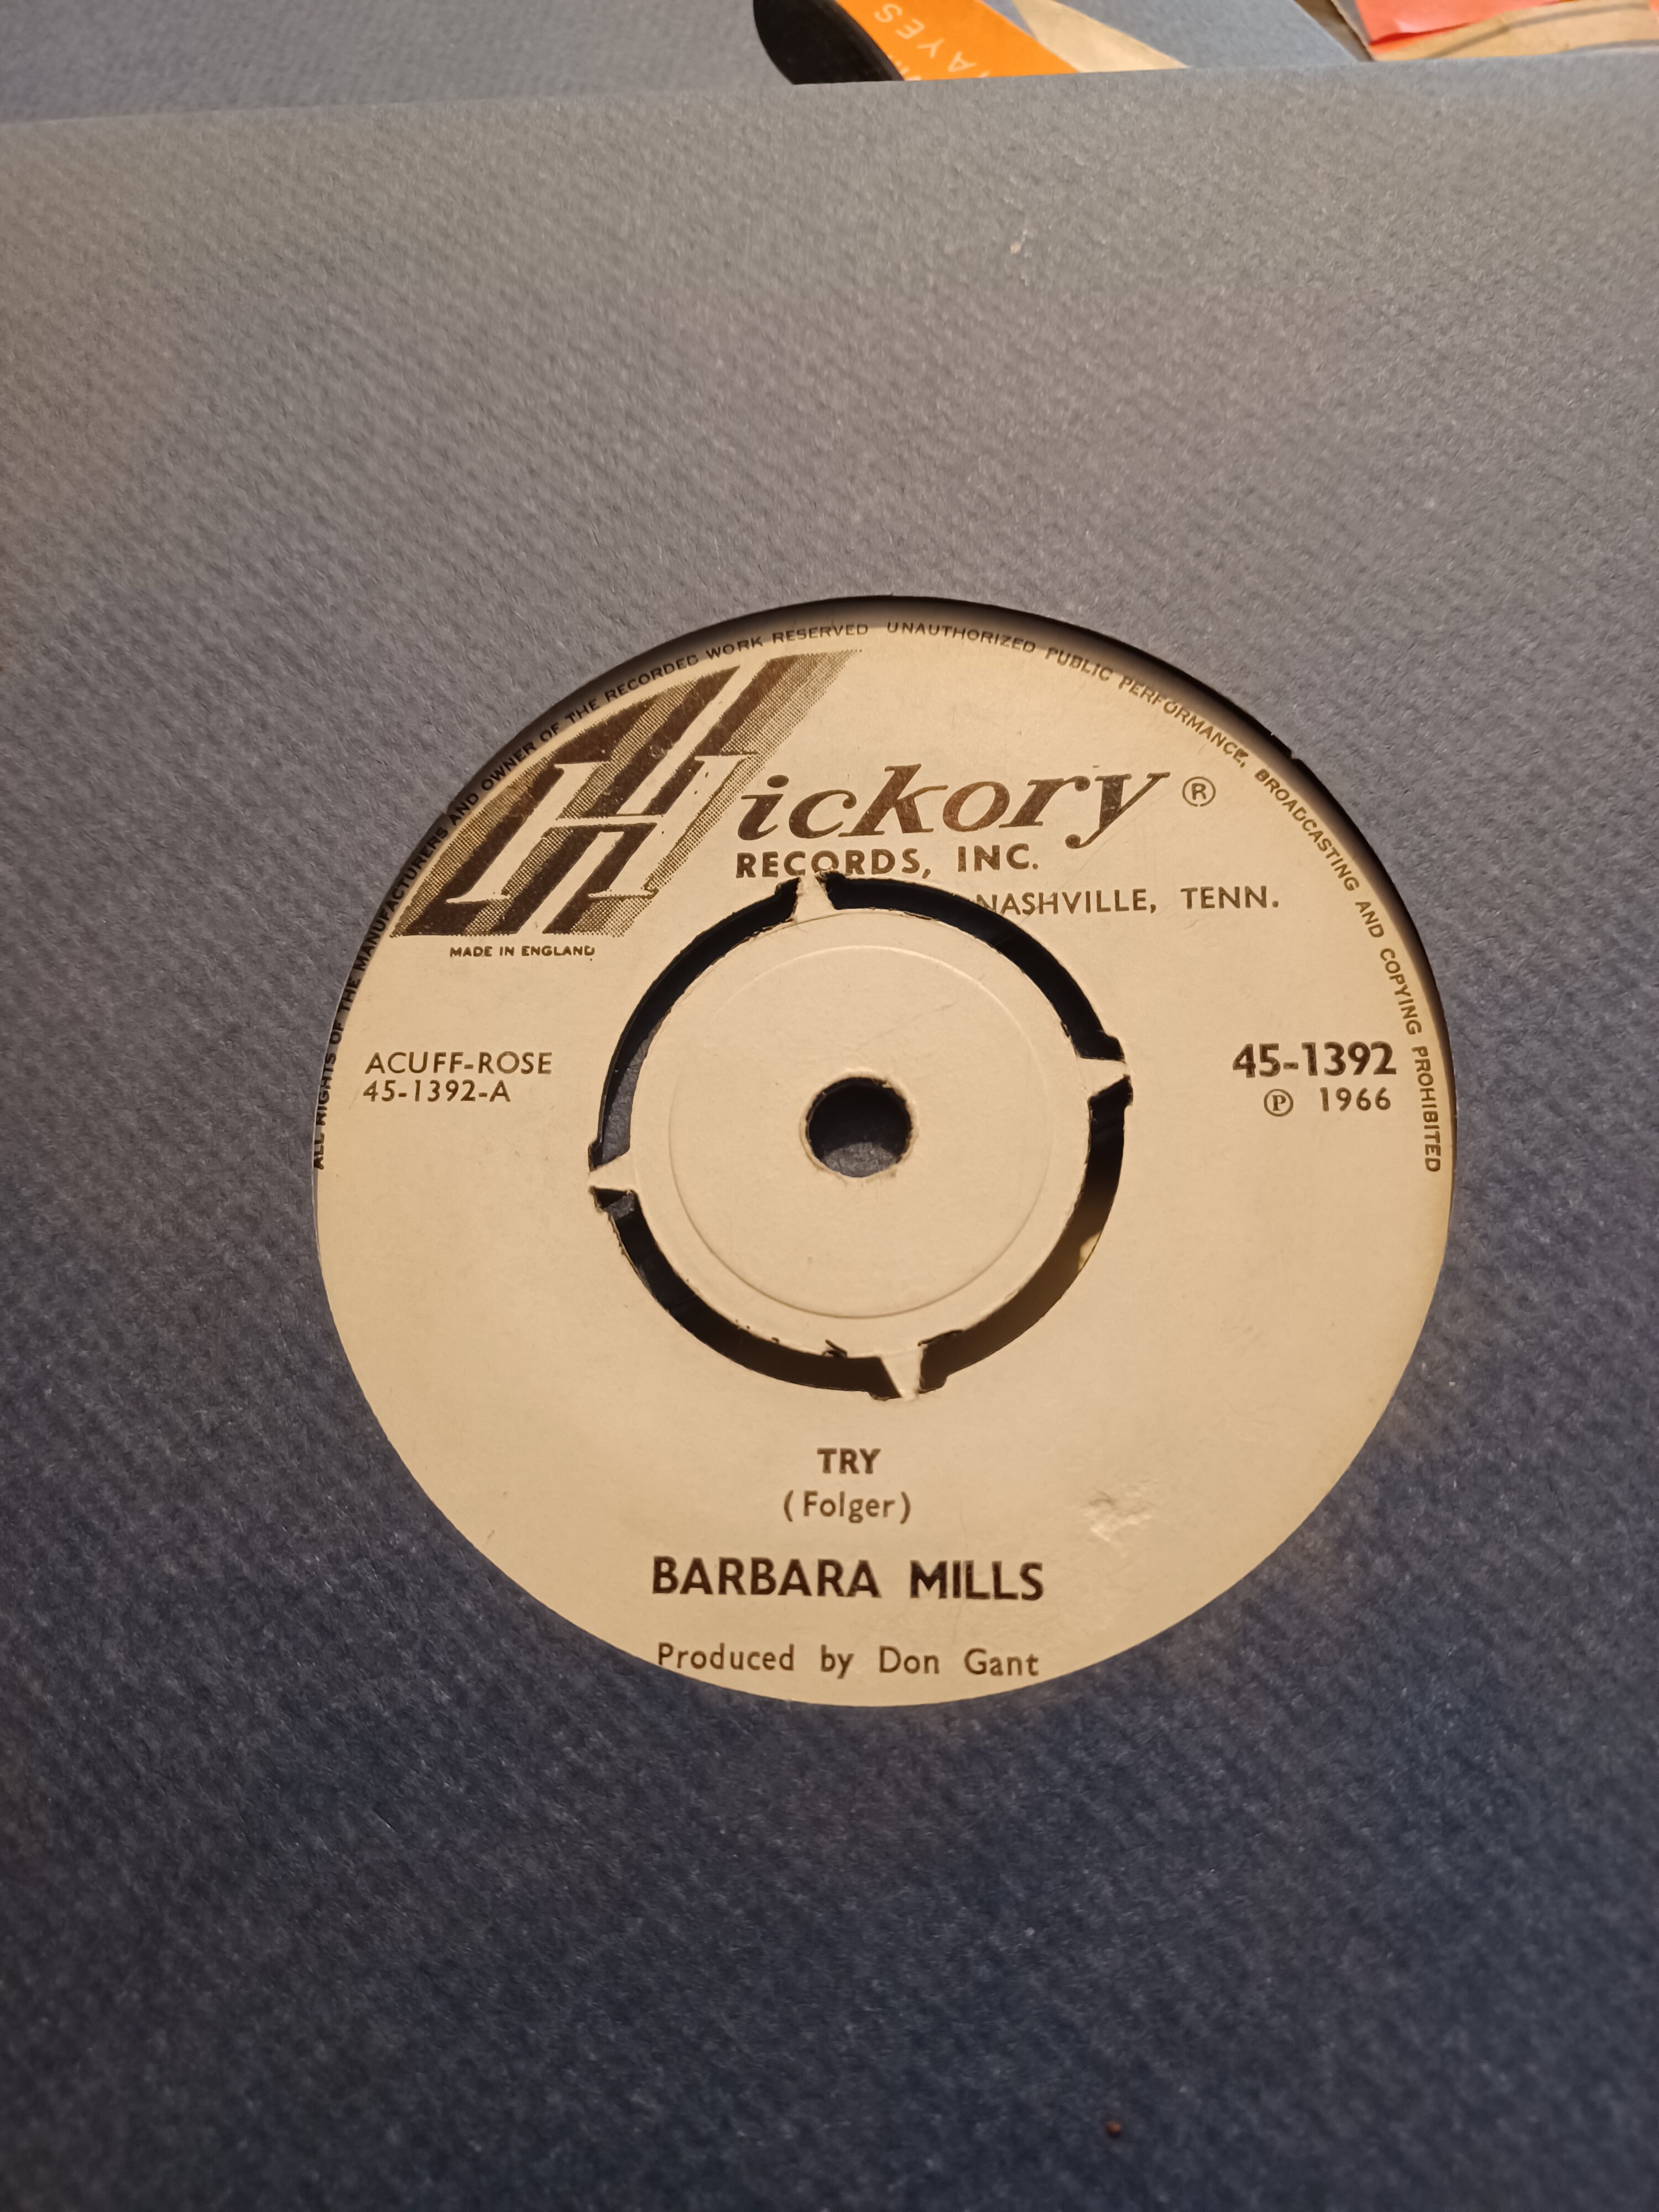 AYES
ALL RIGHTS OF THE MANUFACTURERS AND OWNER OF THE RECORDED WORK RESERVED UNAUTHORIZED PUBLIC PERFORMANCE, BROADCASTING AND COPYING PROHIBITED
Hickory ®
RECORDS, INC.
NASHVILLE, TENN.
MADE IN ENGLAND
ACUFF-ROSE
45-1392-A
45-1392
℗ 1966
TRY
(Folger)
BARBARA MILLS
Produced by Don Gant